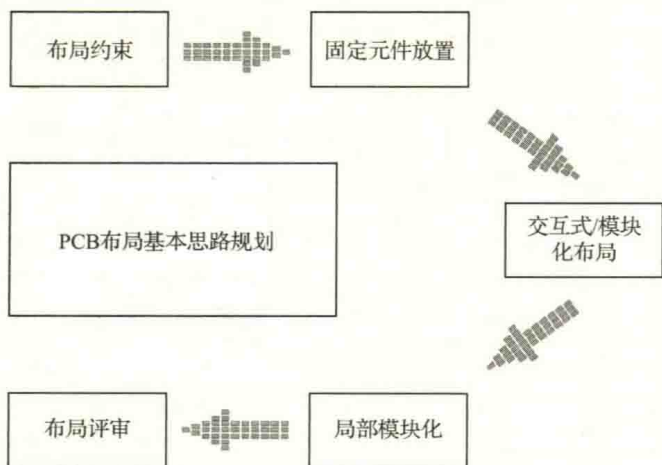 布局约束
固定元件放置
PCB布局基本思路规划
交互式/模块
化布局
布局评审
局部模块化